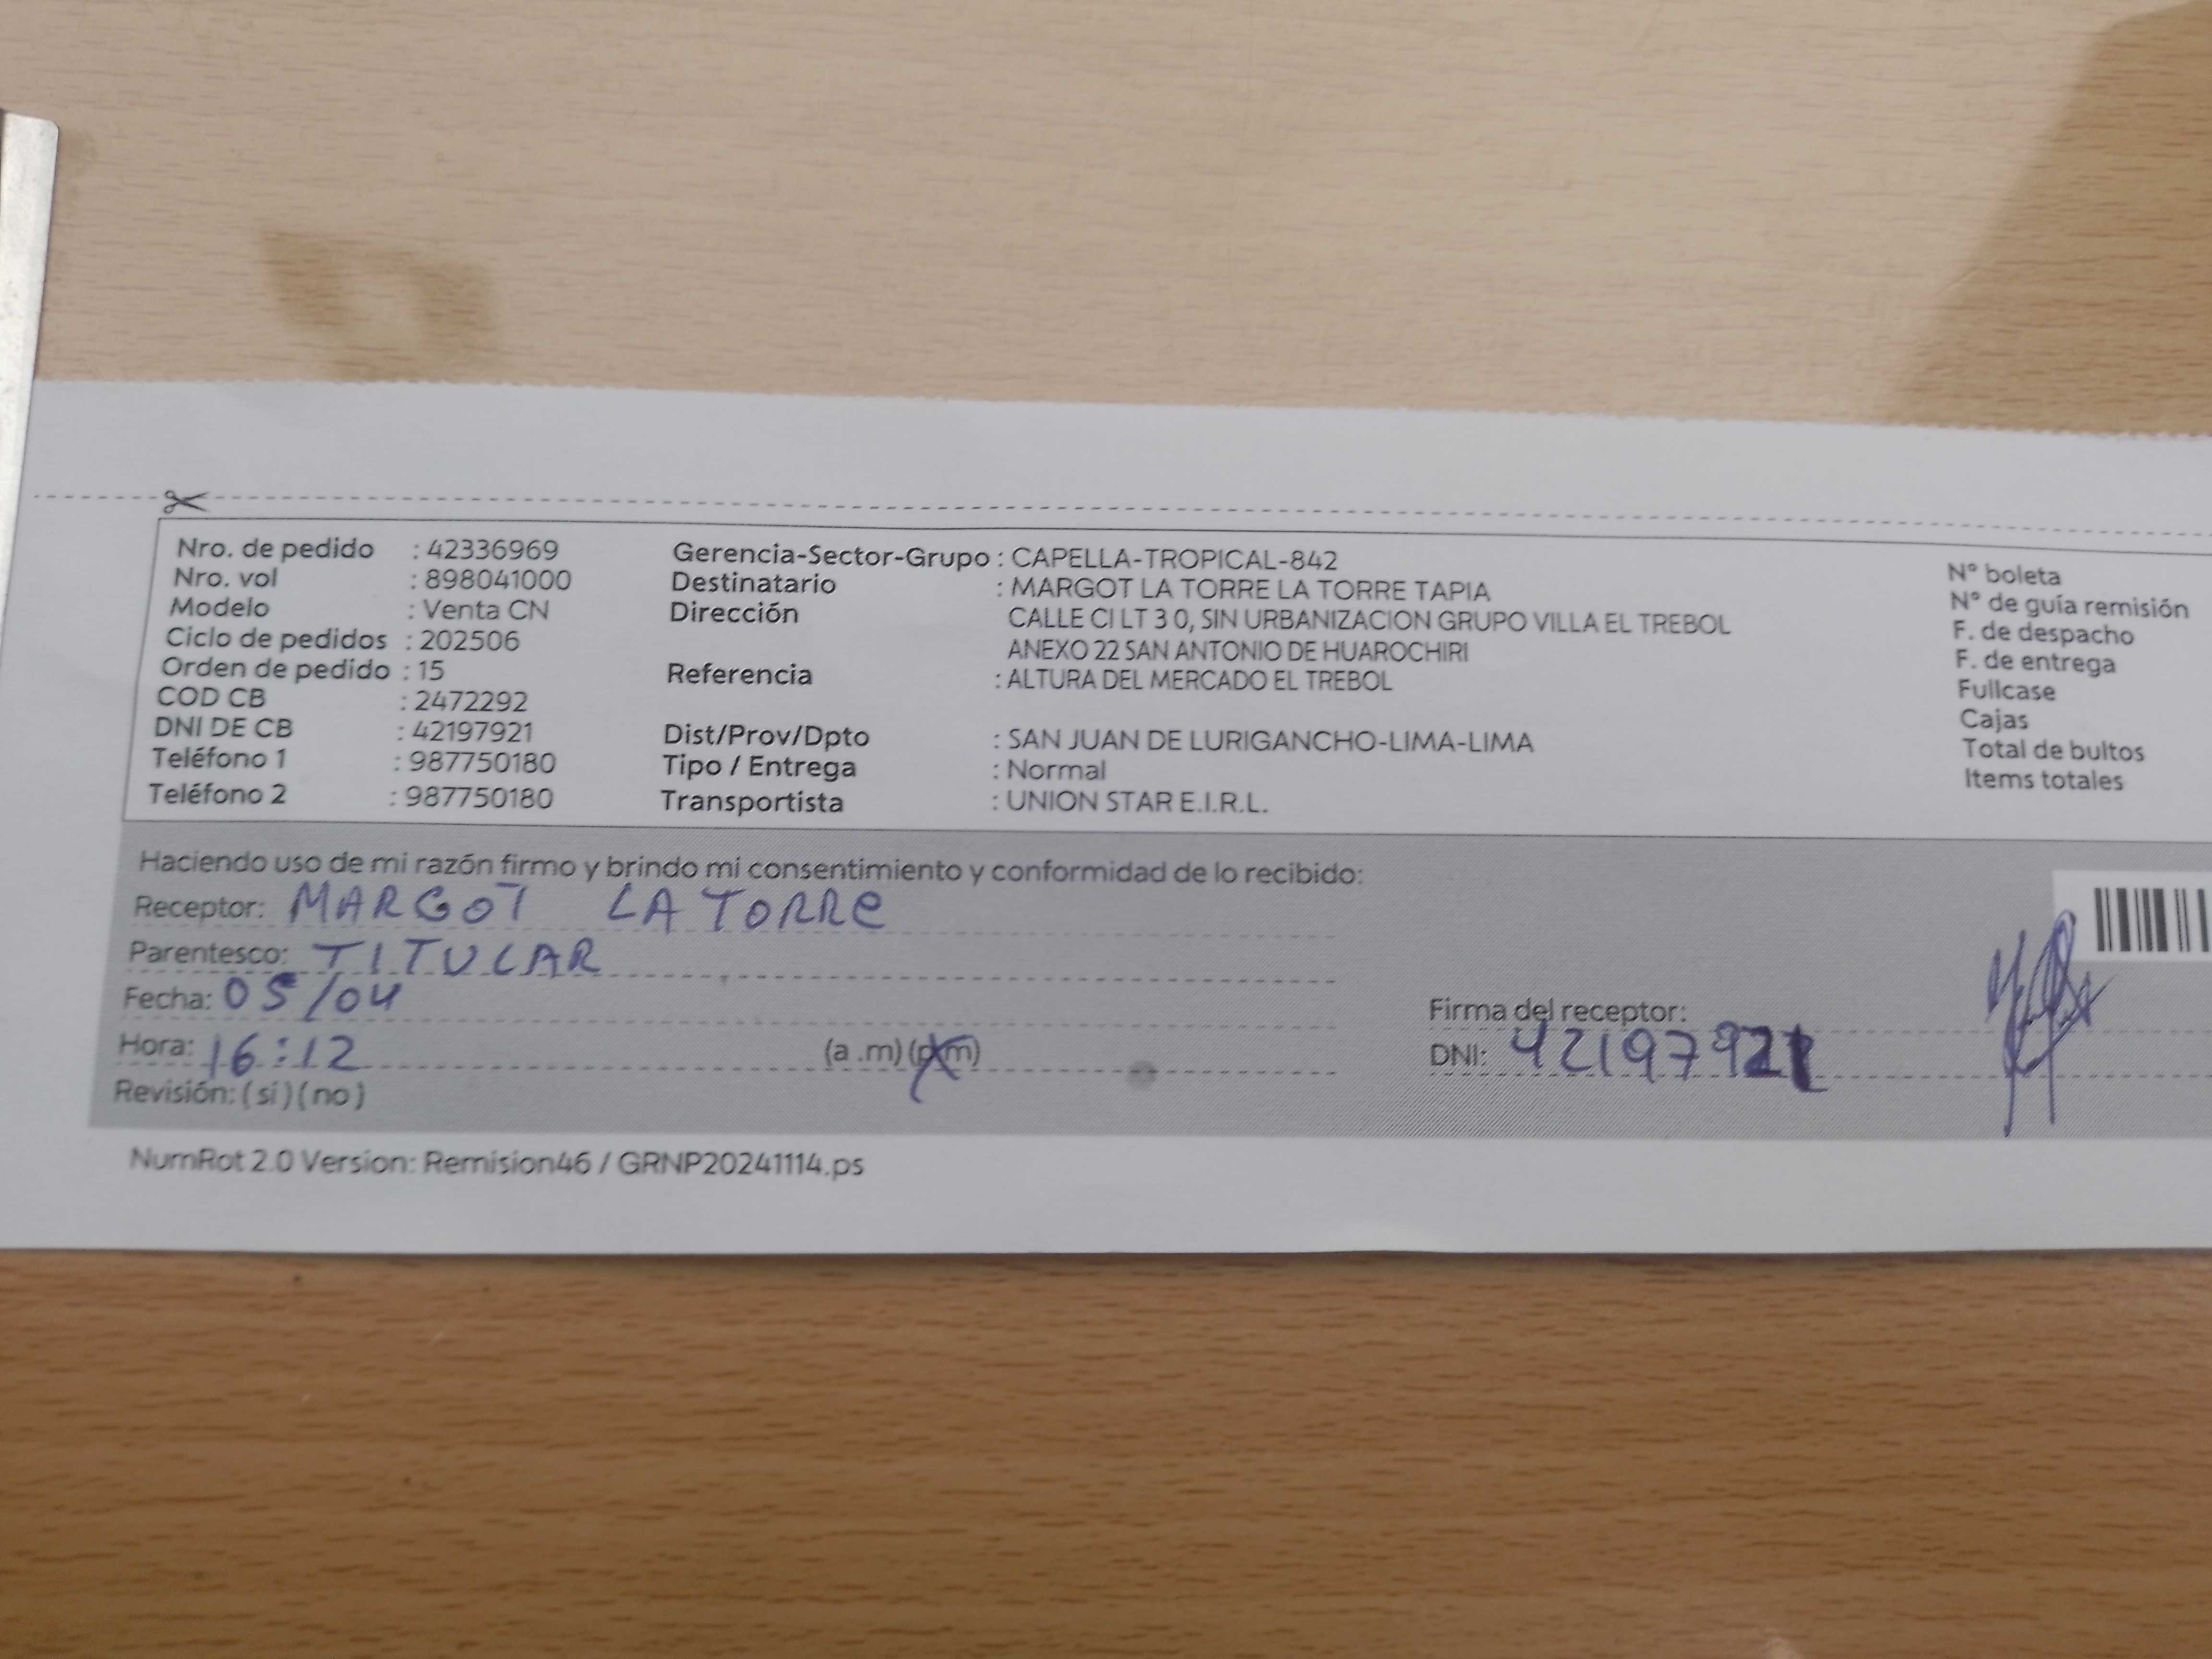 Nro. de pedido : 42336969
Nro. vol : 898041000
Modelo : Venta CN
Ciclo de pedidos : 202506
Orden de pedido : 15
COD CB : 2472292
DNI DE CB : 42197921
Teléfono 1 : 987750180
Teléfono 2 : 987750180
Gerencia-Sector-Grupo : CAPELLA-TROPICAL-842
Destinatario : MARGOT LA TORRE LA TORRE TAPIA
Dirección CALLE CI LT 3 0, SIN URBANIZACION GRUPO VILLA EL TREBOL
ANEXO 22 SAN ANTONIO DE HUAROCHIRI
Referencia : ALTURA DEL MERCADO EL TREBOL
Dist/Prov/Dpto : SAN JUAN DE LURIGANCHO-LIMA-LIMA
Tipo / Entrega : Normal
Transportista : UNION STAR E.I.R.L.
N° boleta
N° de guía remisión
F. de despacho
F. de entrega
Fullcase
Cajas
Total de bultos
Items totales
Haciendo uso de mi razón firmo y brindo mi consentimiento y conformidad de lo recibido:
Receptor: MARGOT LA TORRe
Parentesco: TITULAR
Fecha: 05/04
Hora: 16:12 (a .m) (p.m)
Revisión: ( si ) ( no )
Firma del receptor:
DNI: 42197921
NumRot 2.0 Version: Remision46 / GRNP20241114.ps